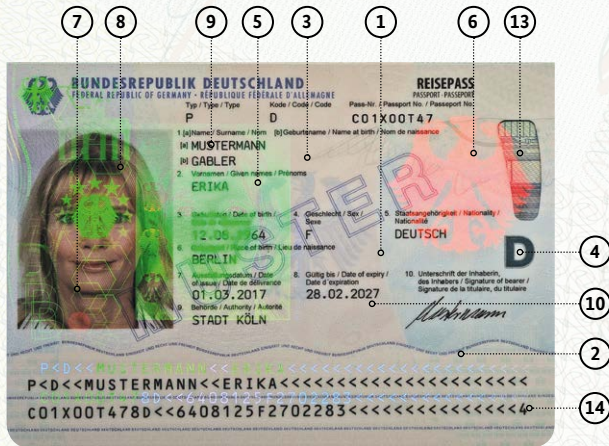 7 8 9 5 3 1 6 13
BUNDESREPUBLIK DEUTSCHLAND REISEPASS
FEDERAL REPUBLIC OF GERMANY · RÉPUBLIQUE FÉDÉRALE D'ALLEMAGNE PASSPORT · PASSEPORT
Typ / Type / Type Kode / Code / Code Pass-Nr. / Passport No. / Passeport No.
P D C01X00T47
1 [a]Name / Surname / Nom [b]Geburtsname / Name at birth / Nom de naissance
[a] MUSTERMANN
[b] GABLER
2. Vornamen / Given names / Prénoms
ERIKA
MUSTER
3. Geburtstag / Date of birth / 4. Geschlecht / Sex / Sexe 5. Staatsangehörigkeit / Nationality / Nationalité
12.08.1964 F DEUTSCH
6. Geburtsort / Place of birth / Lieu de naissance
BERLIN
D 4
7. Ausstellungsdatum / Date of issue / Date de délivrance 8. Gültig bis / Date of expiry / Date d'expiration 10. Unterschrift der Inhaberin, des Inhabers / Signature of bearer / Signature de la titulaire, du titulaire
01.03.2017 28.02.2027 10
9. Behörde / Authority / Autorité
STADT KÖLN Mustermann
2
P<D<<MUSTERMANN<<ERIKA<<<<<<<<<<<<<<<<<<<<<<
C01X00T478D<<6408125F2702283<<<<<<<<<<<<<<<4 14